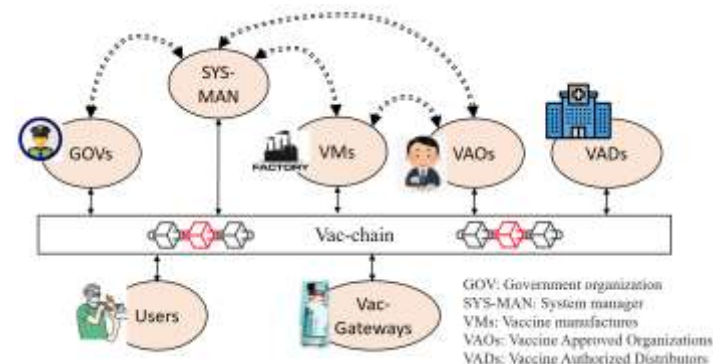 SYS-
MAN
GOVs
FACTORY
VMs
VAOs
VADs
Vac-chain
Users
Vac-
Gateways
GOV: Government organization
SYS-MAN: System manager
VMs: Vaccine manufactures
VAOs: Vaccine Approved Organizations
VADs: Vaccine Authorized Distributors